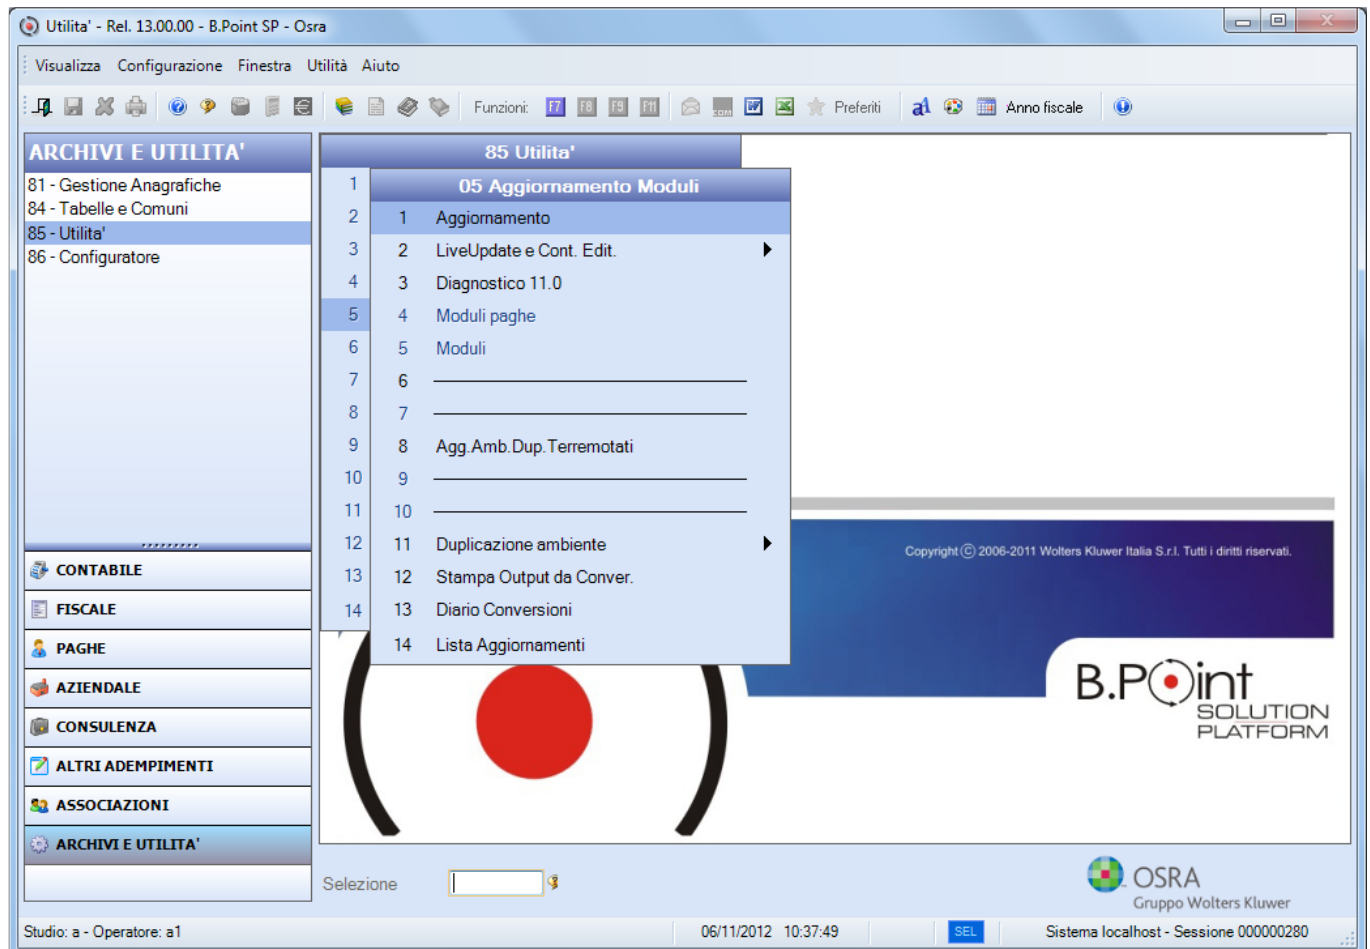 Utilita' - Rel. 13.00.00 - B.Point SP - Osra
Visualizza Configurazione Finestra Utilità Aiuto
Funzioni: F7 F8 F9 F11 Preferiti Anno fiscale
ARCHIVI E UTILITA'
81 - Gestione Anagrafiche
84 - Tabelle e Comuni
85 - Utilita'
86 - Configuratore
CONTABILE
FISCALE
PAGHE
AZIENDALE
CONSULENZA
ALTRI ADEMPIMENTI
ASSOCIAZIONI
ARCHIVI E UTILITA'
85 Utilita'
1
2
3
4
5
6
7
8
9
10
11
12
13
14
05 Aggiornamento Moduli
1 Aggiornamento
2 LiveUpdate e Cont. Edit.
3 Diagnostico 11.0
4 Moduli paghe
5 Moduli
6
7
8 Agg.Amb.Dup.Terremotati
9
10
11 Duplicazione ambiente
12 Stampa Output da Conver.
13 Diario Conversioni
14 Lista Aggiornamenti
Copyright © 2006-2011 Wolters Kluwer Italia S.r.l. Tutti i diritti riservati.
B.Point
SOLUTION
PLATFORM
Selezione
OSRA
Gruppo Wolters Kluwer
Studio: a - Operatore: a1 06/11/2012 10:37:49 SEL Sistema localhost - Sessione 000000280